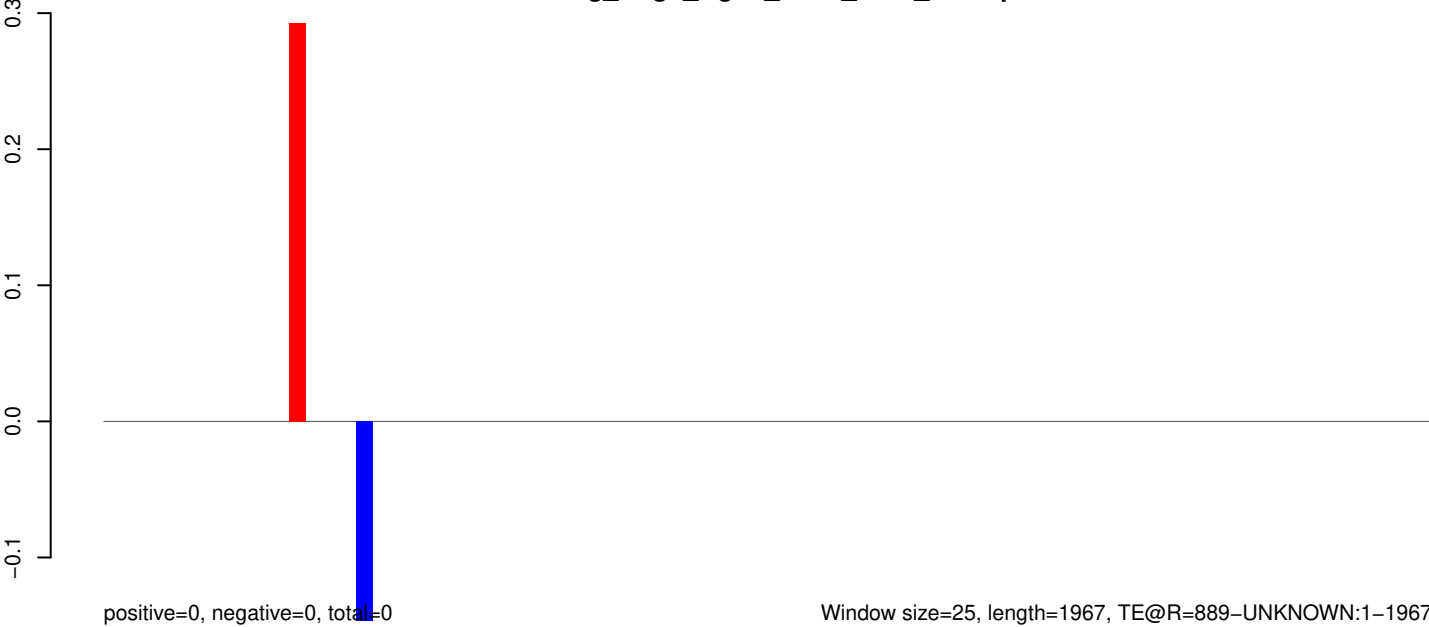 0.3
0.2
0.1
0.0
−0.1
positive=0, negative=0, total=0
Window size=25, length=1967, TE@R=889−UNKNOWN:1−1967